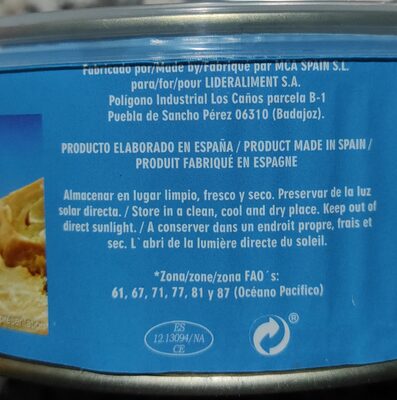 Fabricado por/Made by/Fabriqué par MCA SPAIN S.L.
para/for/pour LIDERALIMENT S.A.
Polígono Industrial Los Caños parcela B-1
Puebla de Sancho Pérez 06310 (Badajoz).
PRODUCTO ELABORADO EN ESPAÑA / PRODUCT MADE IN SPAIN /
PRODUIT FABRIQUÉ EN ESPAGNE
Almacenar en lugar limpio, fresco y seco. Preservar de la luz
solar directa. / Store in a clean, cool and dry place. Keep out of
direct sunlight. / A conserver dans un endroit propre, frais et
sec. L`abri de la lumière directe du soleil.
*Zona/zone/zona FAO´s:
61, 67, 71, 77, 81 y 87 (Océano Pacífico)
ES
12.13094/NA
CE
®